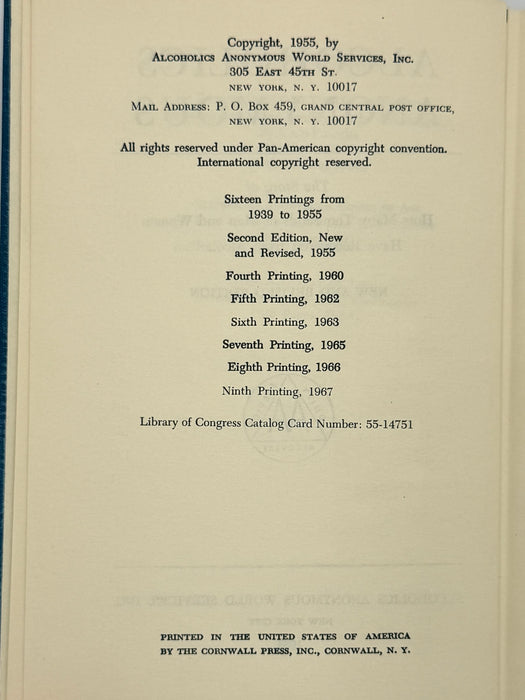 Copyright, 1955, by
Alcoholics Anonymous World Services, Inc.
305 East 45th St.
New York, N. Y. 10017
Mail Address: P. O. Box 459, Grand Central Post Office,
New York, N. Y. 10017
All rights reserved under Pan-American copyright convention.
International copyright reserved.
Sixteen Printings from
1939 to 1955
Second Edition, New
and Revised, 1955
Fourth Printing, 1960
Fifth Printing, 1962
Sixth Printing, 1963
Seventh Printing, 1965
Eighth Printing, 1966
Ninth Printing, 1967
Library of Congress Catalog Card Number: 55-14751
PRINTED IN THE UNITED STATES OF AMERICA
BY THE CORNWALL PRESS, INC., CORNWALL, N. Y.